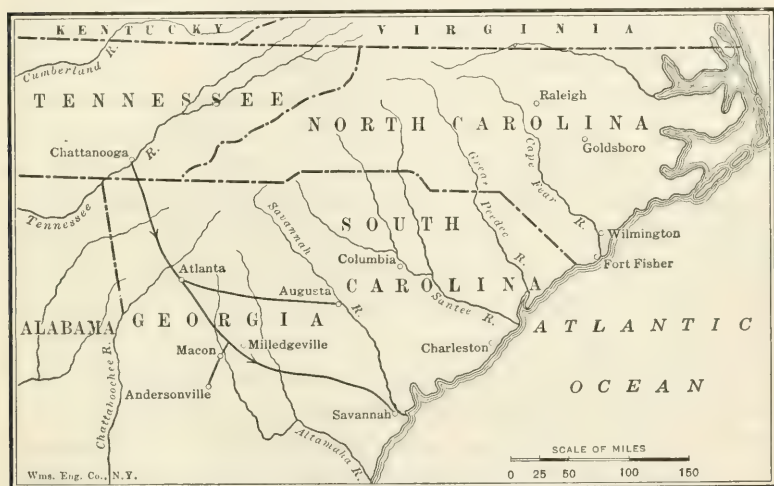 KENTUCKY
VIRGINIA
Cumberland R.
TENNESSEE
Raleigh
NORTH CAROLINA
Goldsboro
Chattanooga
R.
Great Peedee R.
Cape Fear R.
Tennessee
Savannah R.
SOUTH CAROLINA
Wilmington
Columbia
Fort Fisher
Atlanta
Augusta
Santee R.
ALABAMA
GEORGIA
ATLANTIC OCEAN
Milledgeville
Charleston
Macon
Chattahoochee R.
Andersonville
Savannah
Altamaha R.
SCALE OF MILES
0 25 50 100 150
Wms. Eng. Co., N.Y.